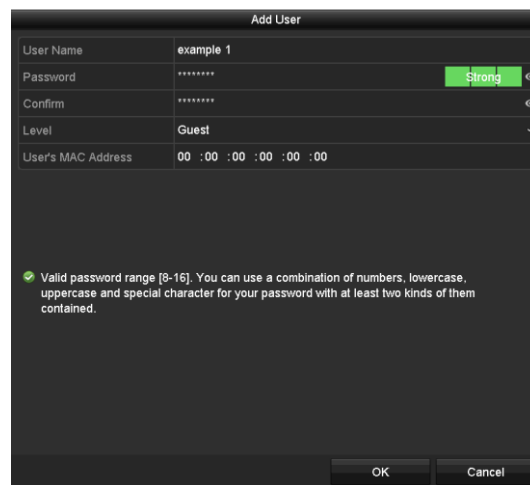 Add User
User Name example 1
Password ******** Strong
Confirm ********
Level Guest
User's MAC Address 00 :00 :00 :00 :00 :00
Valid password range [8-16]. You can use a combination of numbers, lowercase,
uppercase and special character for your password with at least two kinds of them
contained.
OK Cancel